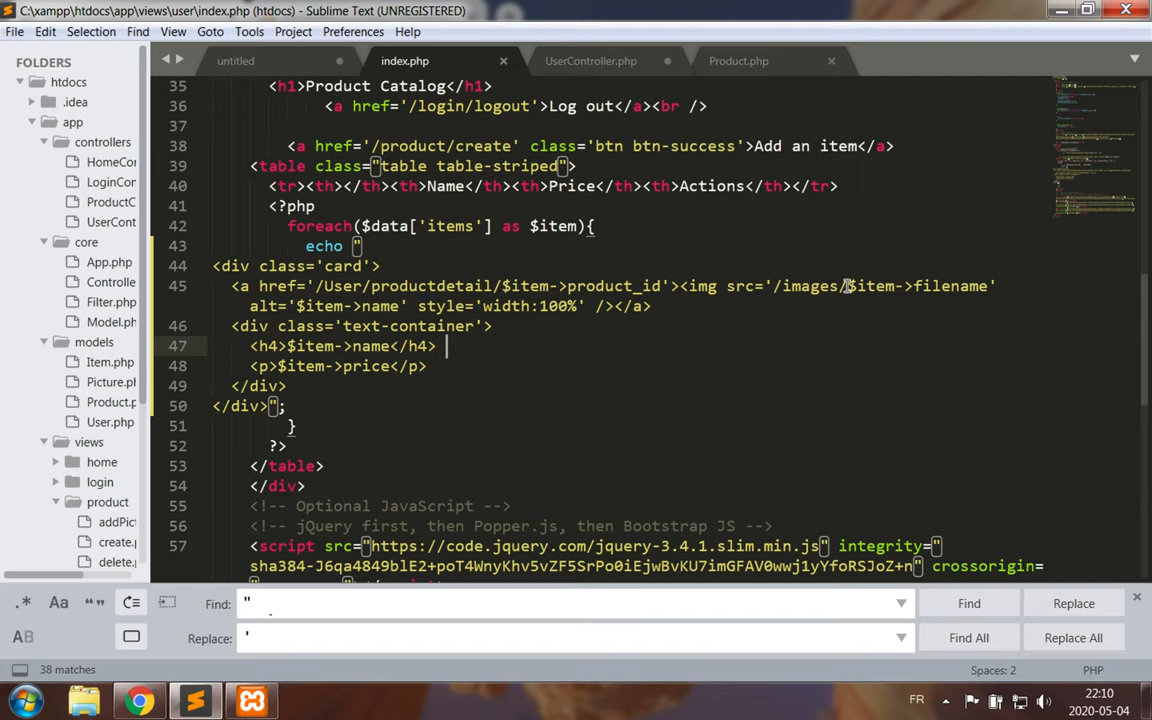 C:\xampp\htdocs\app\views\user\index.php (htdocs) - Sublime Text (UNREGISTERED)
File Edit Selection Find View Goto Tools Project Preferences Help
FOLDERS
htdocs
.idea
app
controllers
HomeCon
LoginCon
ProductC
UserCont
core
App.php
Controlle
Filter.php
Model.ph
models
Item.php
Picture.ph
Product.p
User.php
views
home
login
product
addPict
create.p
delete.p
untitled index.php UserController.php Product.php
35 <h1>Product Catalog</h1>
36 <a href='/login/logout'>Log out</a><br />
37
38 <a href='/product/create' class='btn btn-success'>Add an item</a>
39 <table class="table table-striped">
40 <tr><th></th><th>Name</th><th>Price</th><th>Actions</th></tr>
41 <?php
42 foreach($data['items'] as $item){
43 echo "
44 <div class='card'>
45 <a href='/User/productdetail/$item->product_id'><img src='/images/$item->filename'
alt='$item->name' style='width:100%' /></a>
46 <div class='text-container'>
47 <h4>$item->name</h4>
48 <p>$item->price</p>
49 </div>
50 </div>";
51 }
52 ?>
53 </table>
54 </div>
55 <!-- Optional JavaScript -->
56 <!-- jQuery first, then Popper.js, then Bootstrap JS -->
57 <script src="https://code.jquery.com/jquery-3.4.1.slim.min.js" integrity="
sha384-J6qa4849blE2+poT4WnyKhv5vZF5SrPo0iEjwBvKU7imGFAV0wwj1yYfoRSJoZ+n" crossorigin=
.* Aa “” Find: " Find Replace
AB Replace: ' Find All Replace All
38 matches Spaces: 2 PHP
FR 22:10
2020-05-04